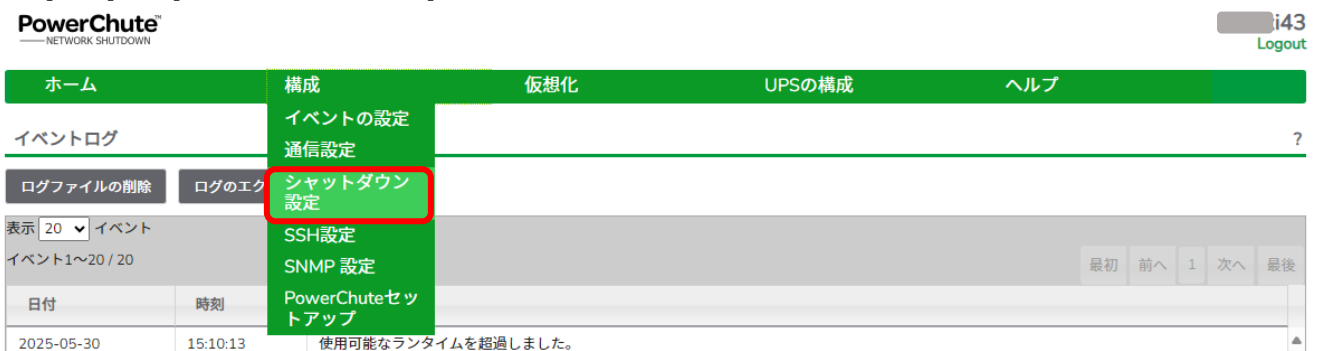 PowerChute™
NETWORK SHUTDOWN
i43
Logout
ホーム 構成 仮想化 UPSの構成 ヘルプ
イベントの設定
通信設定
シャットダウン
設定
SSH設定
SNMP 設定
PowerChuteセッ
トアップ
イベントログ ?
ログファイルの削除 ログのエク
表示 20 イベント
イベント1～20 / 20
最初 前へ 1 次へ 最後
日付 時刻
2025-05-30 15:10:13 使用可能なランタイムを超過しました。